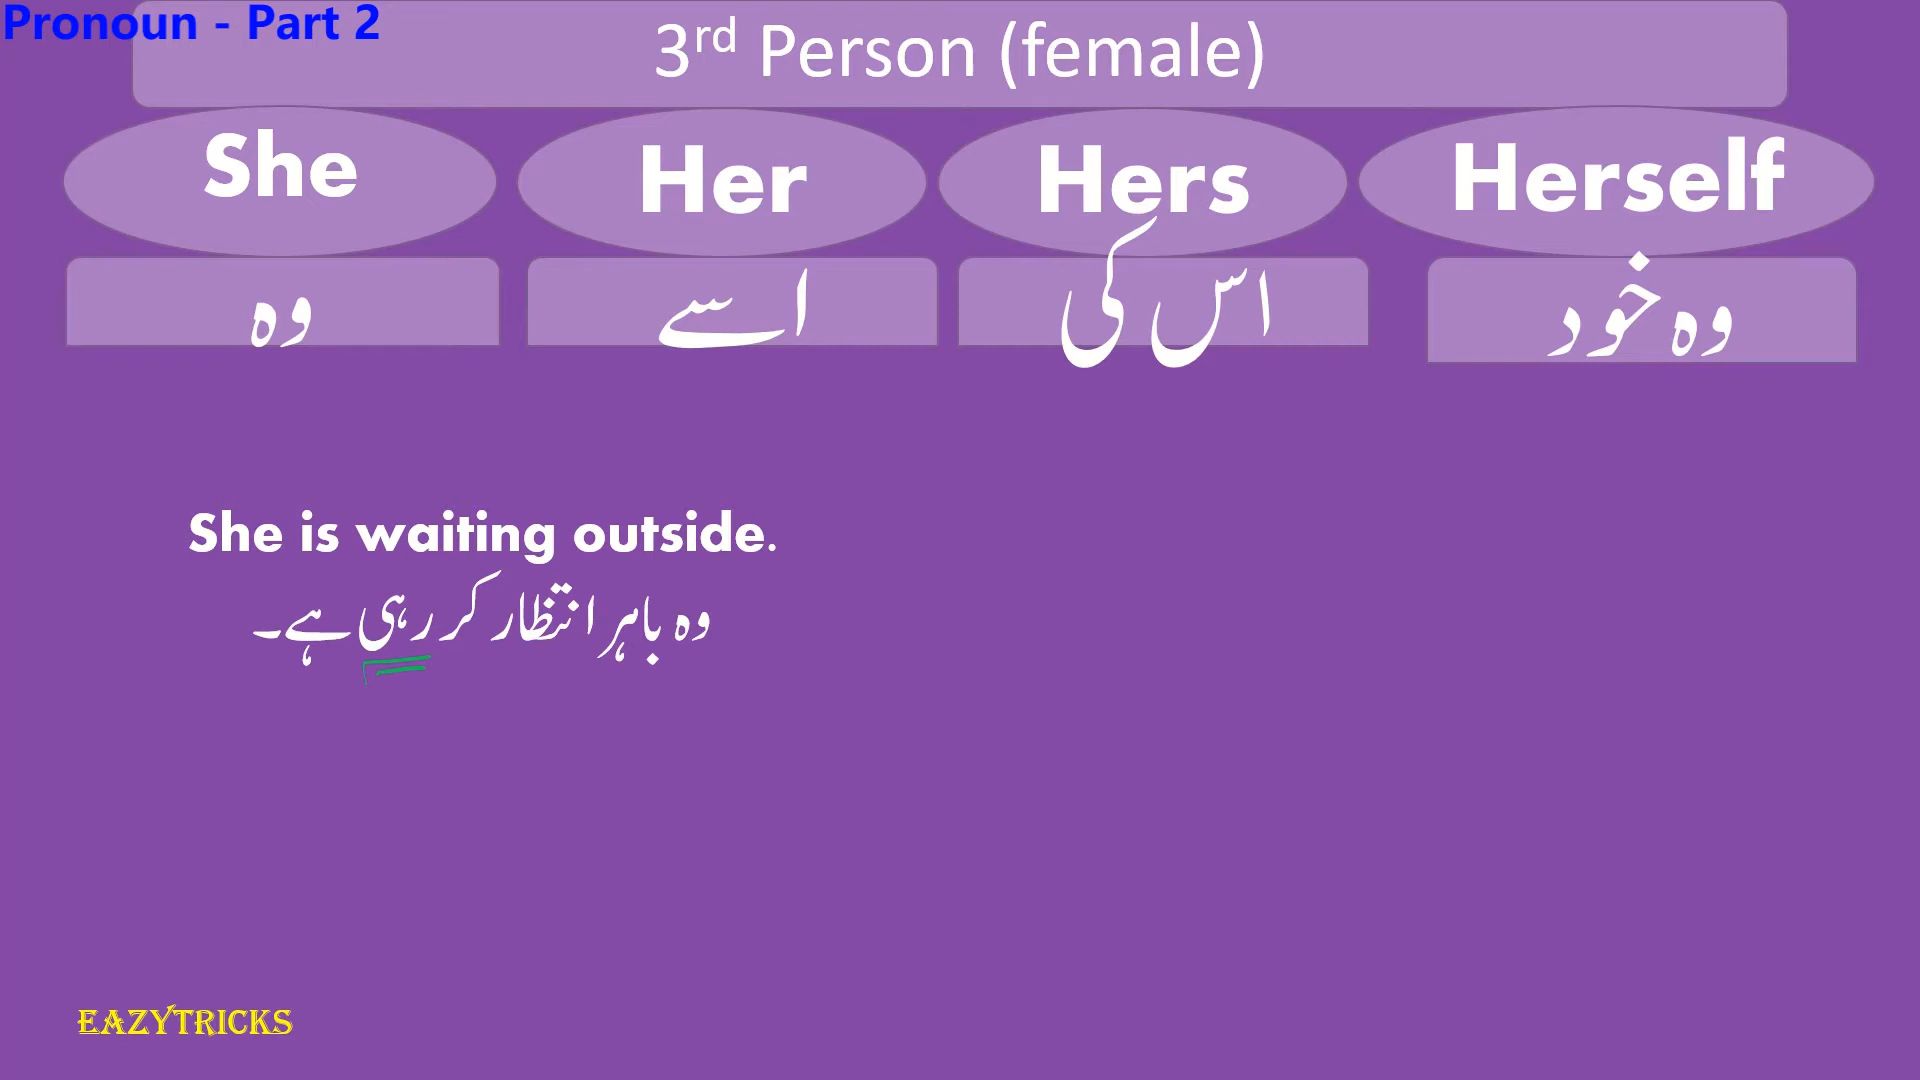 Pronoun - Part 2
3rd Person (female)
She
Her
Hers
Herself
وہ
اسے
اس کی
وہ خود
She is waiting outside.
وہ باہر انتظار کر رہی ہے۔
EAZYTRICKS